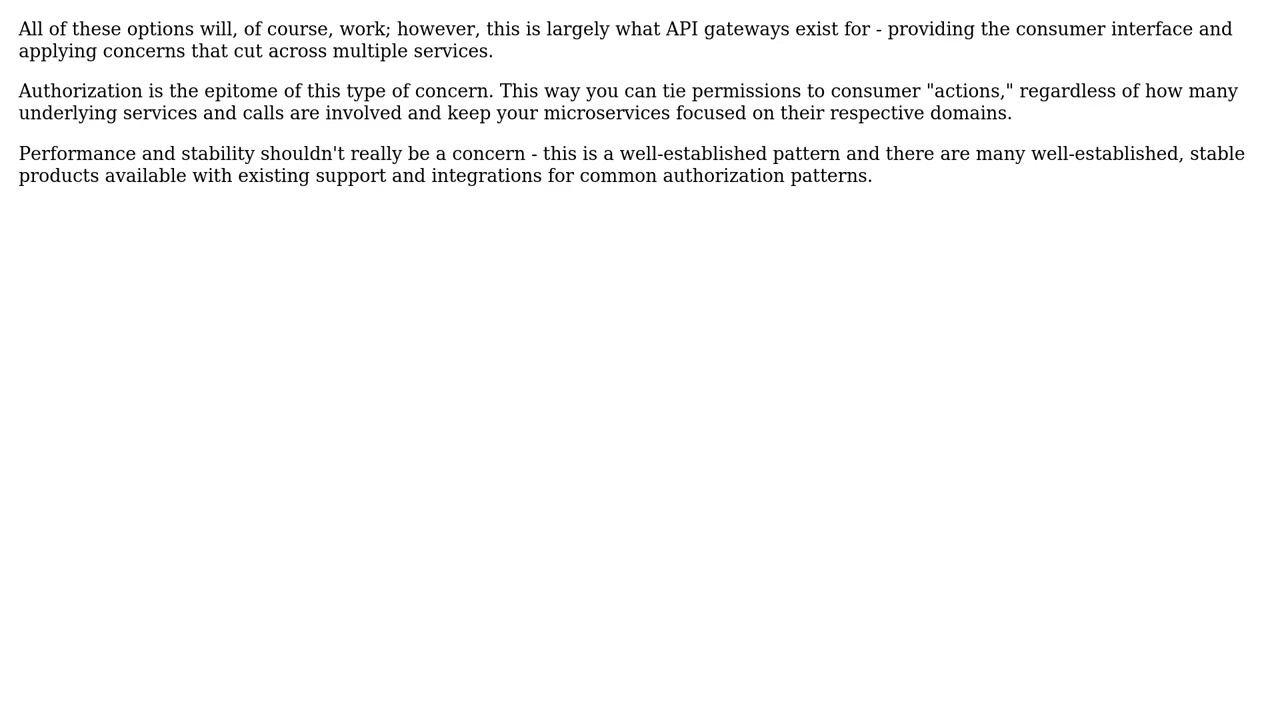 All of these options will, of course, work; however, this is largely what API gateways exist for - providing the consumer interface and
applying concerns that cut across multiple services.
Authorization is the epitome of this type of concern. This way you can tie permissions to consumer "actions," regardless of how many
underlying services and calls are involved and keep your microservices focused on their respective domains.
Performance and stability shouldn't really be a concern - this is a well-established pattern and there are many well-established, stable
products available with existing support and integrations for common authorization patterns.